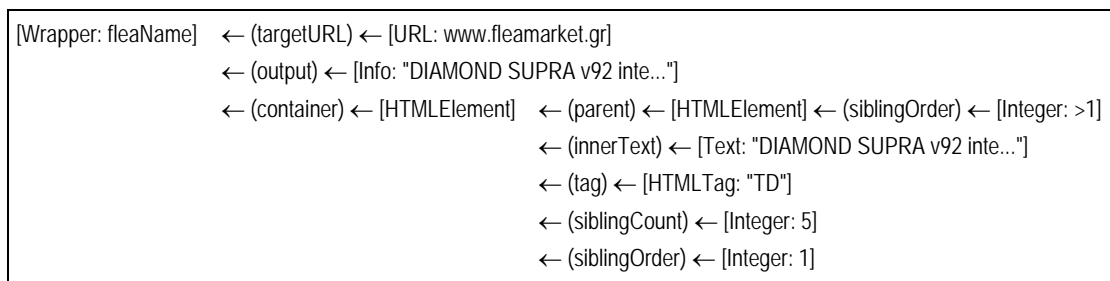 [Wrapper: fleaName] ← (targetURL) ← [URL: www.fleamarket.gr]
← (output) ← [Info: "DIAMOND SUPRA v92 inte..."]
← (container) ← [HTMLElement] ← (parent) ← [HTMLElement] ← (siblingOrder) ← [Integer: >1]
← (innerText) ← [Text: "DIAMOND SUPRA v92 inte..."]
← (tag) ← [HTMLTag: "TD"]
← (siblingCount) ← [Integer: 5]
← (siblingOrder) ← [Integer: 1]